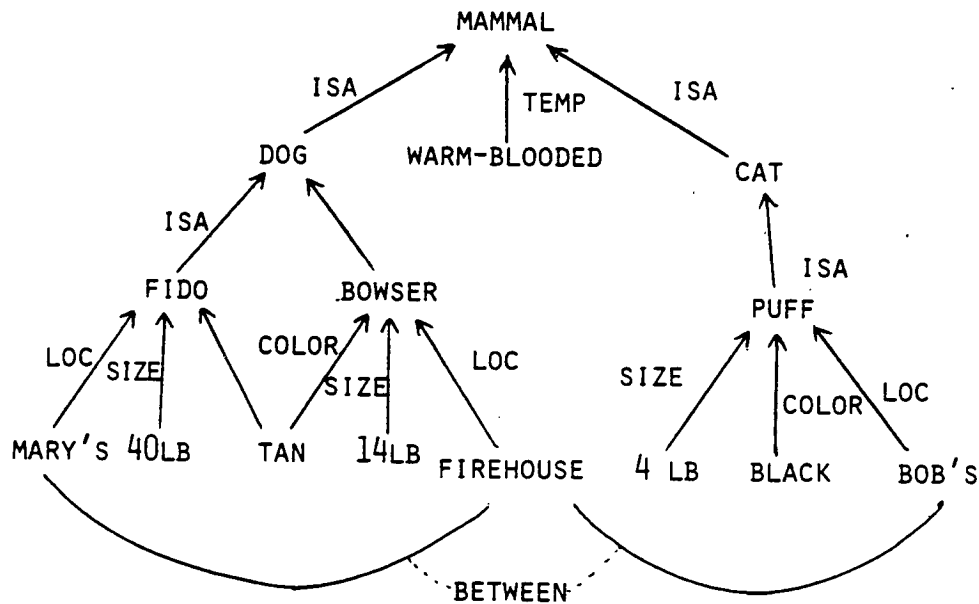 MAMMAL
ISA
TEMP
ISA
DOG
WARM-BLOODED
CAT
ISA
ISA
FIDO
BOWSER
PUFF
LOC
SIZE
COLOR
SIZE
LOC
SIZE
COLOR
LOC
MARY'S
40LB
TAN
14LB
FIREHOUSE
4 LB
BLACK
BOB'S
BETWEEN